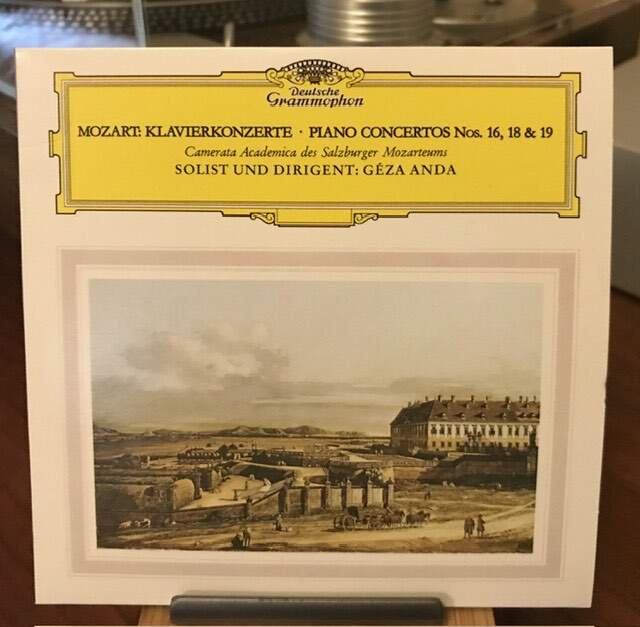 Deutsche
Grammophon
MOZART: KLAVIERKONZERTE · PIANO CONCERTOS Nos. 16, 18 & 19
Camerata Academica des Salzburger Mozarteums
SOLIST UND DIRIGENT: GÉZA ANDA